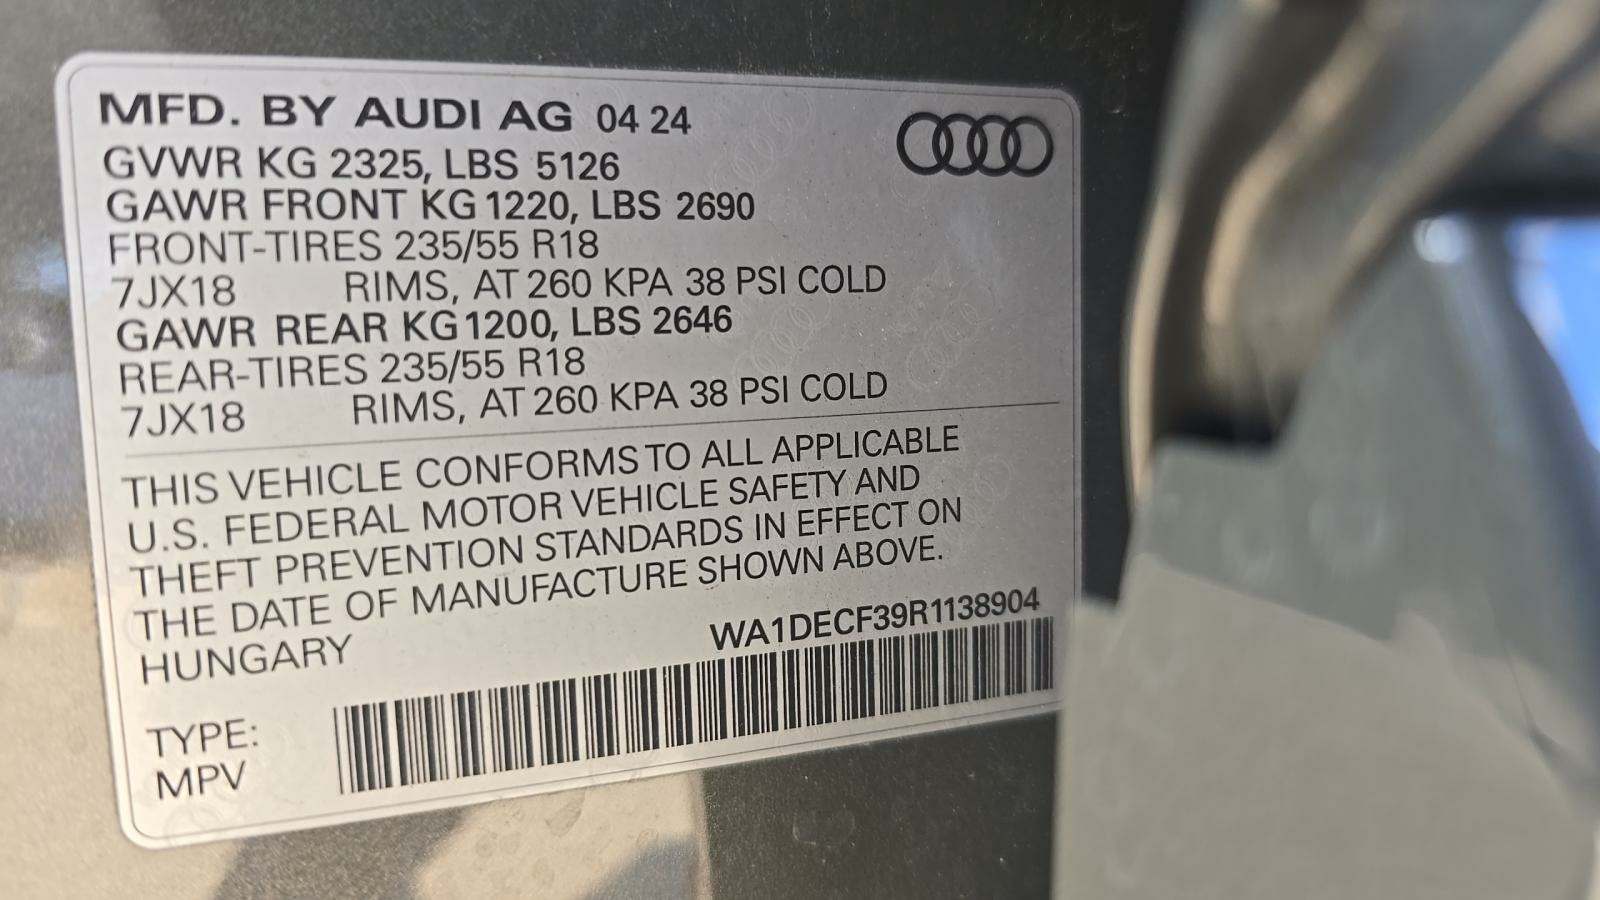 MFD. BY AUDI AG 04 24
GVWR KG 2325, LBS 5126
GAWR FRONT KG 1220, LBS 2690
FRONT-TIRES 235/55 R18
7JX18 RIMS, AT 260 KPA 38 PSI COLD
GAWR REAR KG 1200, LBS 2646
REAR-TIRES 235/55 R18
7JX18 RIMS, AT 260 KPA 38 PSI COLD
THIS VEHICLE CONFORMS TO ALL APPLICABLE
U.S. FEDERAL MOTOR VEHICLE SAFETY AND
THEFT PREVENTION STANDARDS IN EFFECT ON
THE DATE OF MANUFACTURE SHOWN ABOVE.
HUNGARY WA1DECF39R1138904
TYPE:
MPV